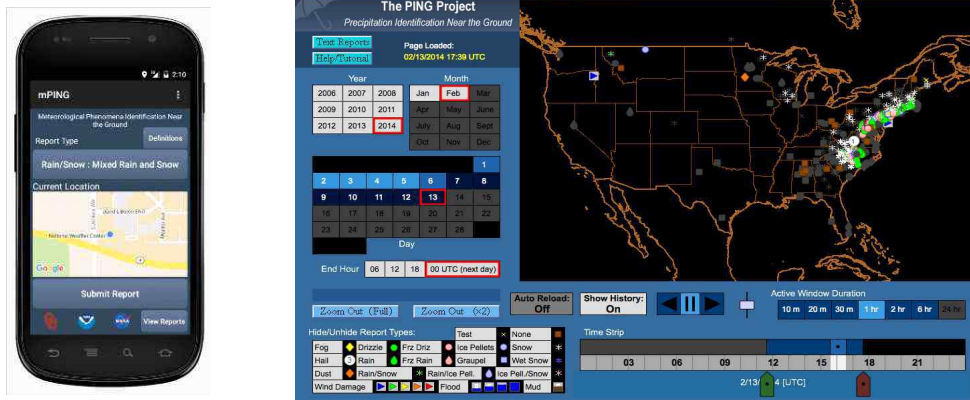 2:10
mPING
Meteorological Phenomena Identification Near
the Ground
Report Type
Definitions
Rain/Snow : Mixed Rain and Snow
Current Location
National Weather Center
Google
Submit Report
View Reports
The PING Project
Precipitation Identification Near the Ground
Text Reports
Help/Tutorial
Page Loaded:
02/13/2014 17:39 UTC
Year
Month
2006 2007 2008 Jan Feb Mar
2009 2010 2011 Apr May June
2012 2013 2014 July Aug Sept
Oct Nov Dec
1
2 3 4 5 6 7 8
9 10 11 12 13 14 15
16 17 18 19 20 21 22
23 24 25 26 27 28
Day
End Hour 06 12 18 00 UTC (next day)
Zoom Out (Full) Zoom Out (x2)
Auto Reload:
Off
Show History:
On
Active Window Duration
10 m 20 m 30 m 1 hr 2 hr 6 hr 24 hr
Hide/Unhide Report Types:
Test None
Fog Drizzle Frz Driz Ice Pellets Snow
Hail 3 Rain Frz Rain Graupel Wet Snow
Dust Rain/Snow Rain/Ice Pell. Ice Pell./Snow
Wind Damage Flood Mud
Time Strip
03 06 09 12 15 18 21
2/13/ 4 [UTC]